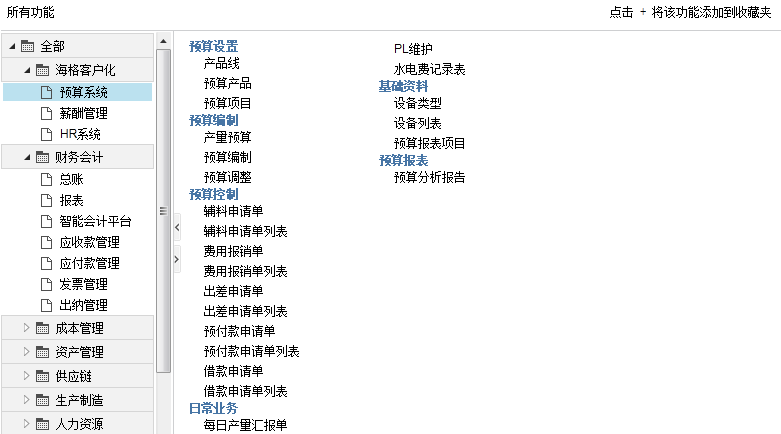 所有功能
点击 + 将该功能添加到收藏夹
全部
海格客户化
预算系统
薪酬管理
HR系统
财务会计
总账
报表
智能会计平台
应收款管理
应付款管理
发票管理
出纳管理
成本管理
资产管理
供应链
生产制造
人力资源
预算设置
产品线
预算产品
预算项目
预算编制
产量预算
预算编制
预算调整
预算控制
辅料申请单
辅料申请单列表
费用报销单
费用报销单列表
出差申请单
出差申请单列表
预付款申请单
预付款申请单列表
借款申请单
借款申请单列表
日常业务
每日产量汇报单
PL维护
水电费记录表
基础资料
设备类型
设备列表
预算报表项目
预算报表
预算分析报告